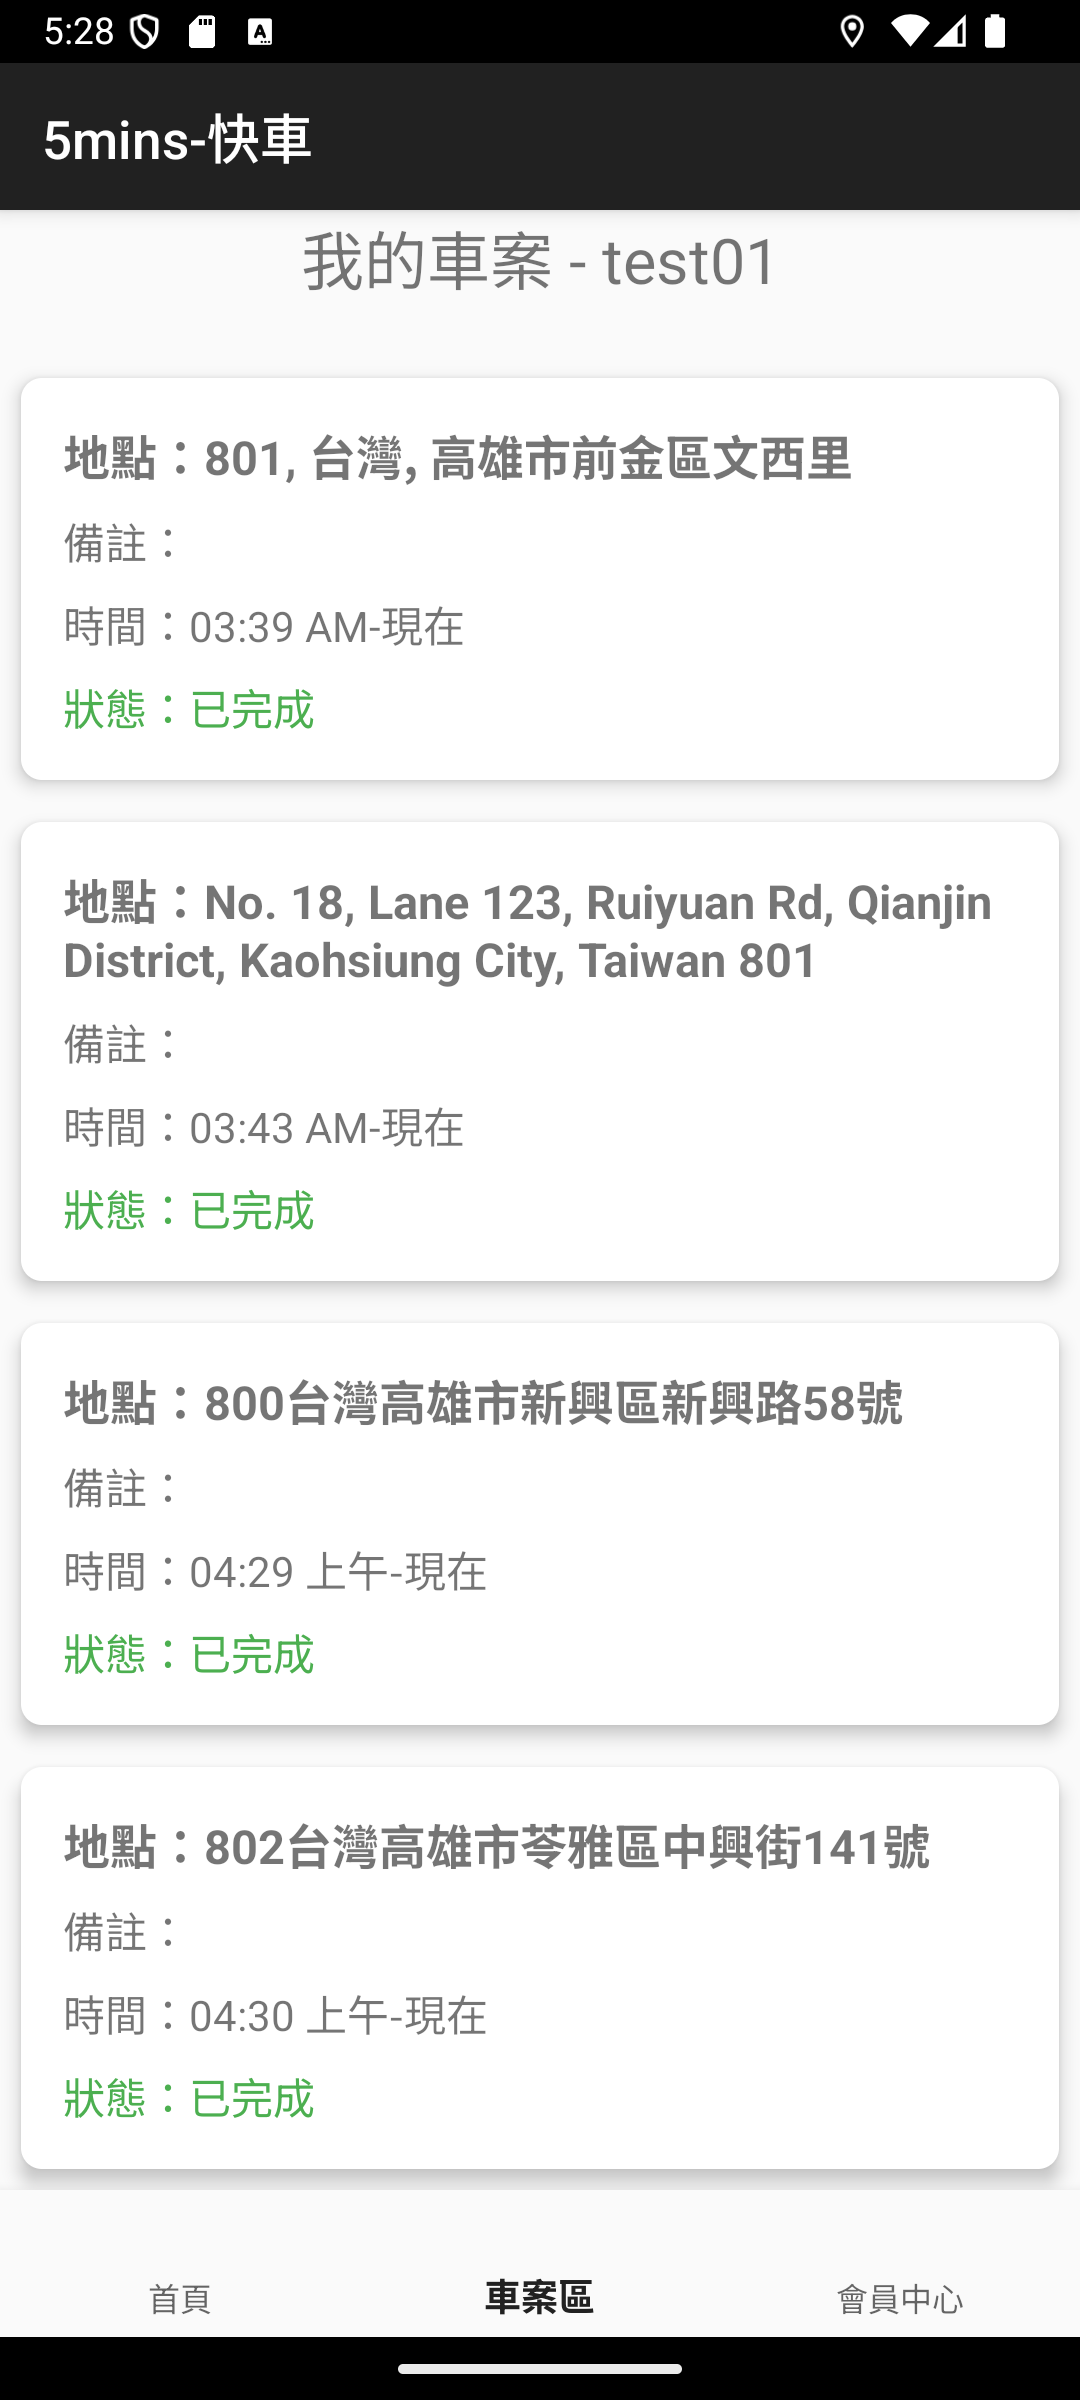 5:28
5mins-快車
我的車案 - test01
地點：801, 台灣, 高雄市前金區文西里
備註：
時間：03:39 AM-現在
狀態：已完成
地點：No. 18, Lane 123, Ruiyuan Rd, Qianjin
District, Kaohsiung City, Taiwan 801
備註：
時間：03:43 AM-現在
狀態：已完成
地點：800台灣高雄市新興區新興路58號
備註：
時間：04:29 上午-現在
狀態：已完成
地點：802台灣高雄市苓雅區中興街141號
備註：
時間：04:30 上午-現在
狀態：已完成
首頁
車案區
會員中心